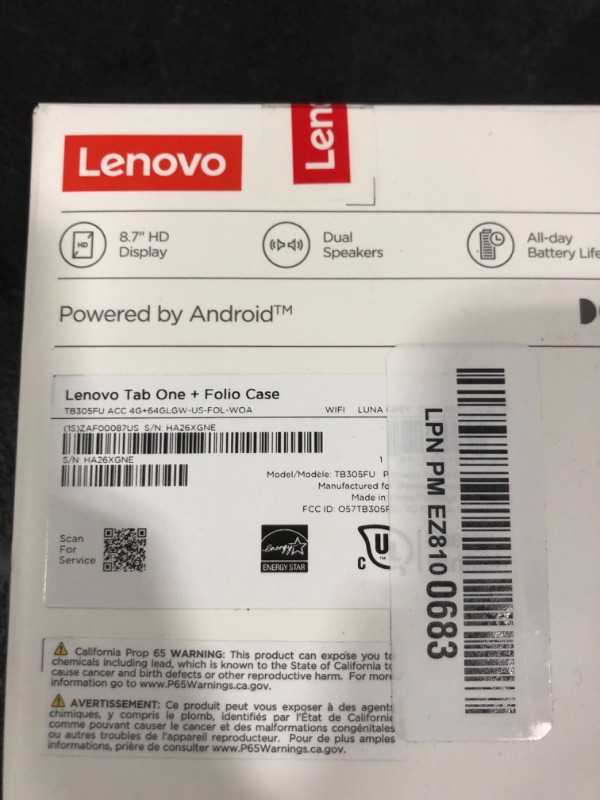 Lenovo
Len
HD
8.7" HD
Display
Dual
Speakers
All-day
Battery Life
Powered by Android™
Lenovo Tab One + Folio Case
TB305FU ACC 4G+64GLGW-US-FOL-WOA WIFI LUNA
(1S)ZAF00087US S/N: HA26XGNE
S/N: HA26XGNE
1
Model/Modèle: TB305FU P
Manufactured fo
Made in
FCC ID: O57TB305F
Scan
For
Service
energy
ENERGY STAR
C U
LPN PM EZ810 0683
California Prop 65 WARNING: This product can expose you to
chemicals including lead, which is known to the State of California to
cause cancer and birth defects or other reproductive harm. For more
information go to www.P65Warnings.ca.gov.
AVERTISSEMENT: Ce produit peut vous exposer à des agents
chimiques, y compris le plomb, identifiés par l'État de Californie
comme pouvant causer le cancer et des malformations congénitales
ou autres troubles de l'appareil reproducteur. Pour de plus amples
informations, prière de consulter www.P65Warnings.ca.gov.